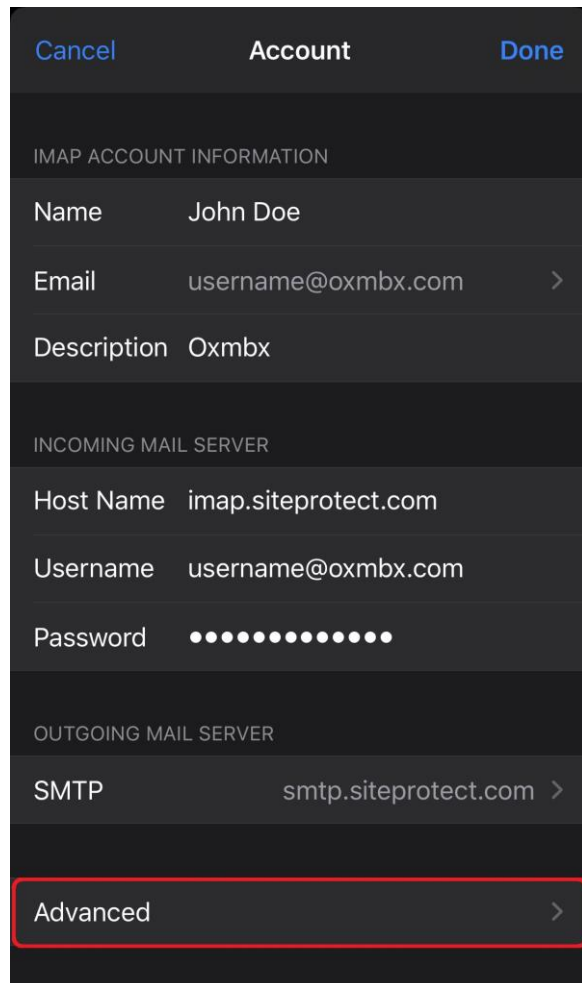 Cancel Account Done
IMAP ACCOUNT INFORMATION
Name John Doe
Email username@oxmbx.com
Description Oxmbx
INCOMING MAIL SERVER
Host Name imap.siteprotect.com
Username username@oxmbx.com
Password ●●●●●●●●●●●●●
OUTGOING MAIL SERVER
SMTP smtp.siteprotect.com
Advanced